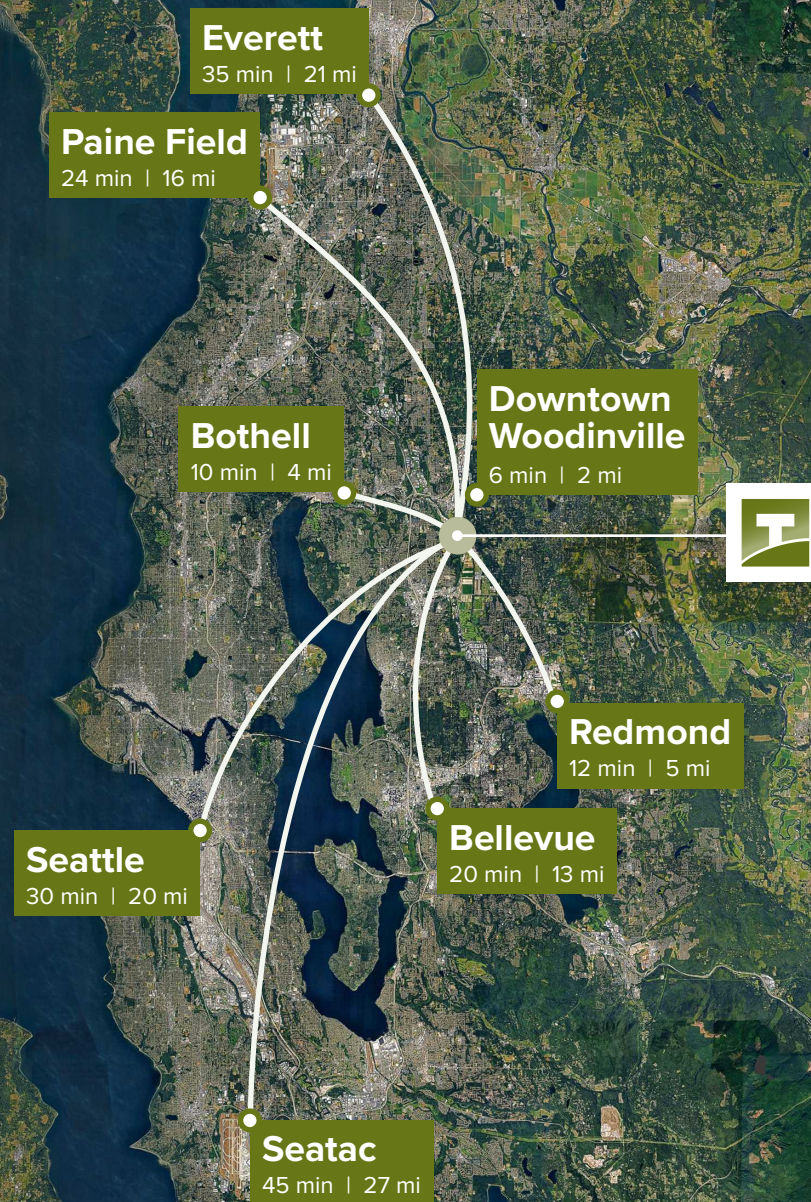 Everett
35 min | 21 mi
Paine Field
24 min | 16 mi
Downtown
Woodinville
6 min | 2 mi
Bothell
10 min | 4 mi
T
Redmond
12 min | 5 mi
Bellevue
20 min | 13 mi
Seattle
30 min | 20 mi
Seatac
45 min | 27 mi